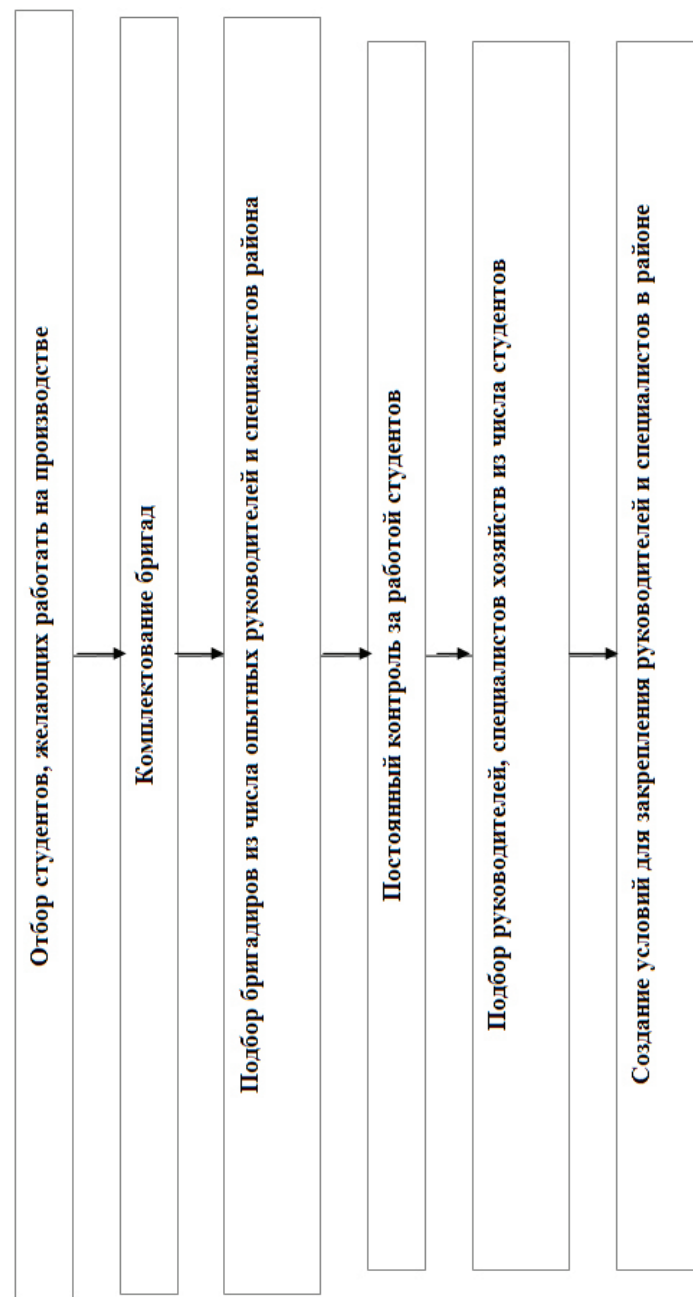 Отбор студентов, желающих работать на производстве
Комплектование бригад
Подбор бригадиров из числа опытных руководителей и специалистов района
Постоянный контроль за работой студентов
Подбор руководителей, специалистов хозяйств из числа студентов
Создание условий для закрепления руководителей и специалистов в районе